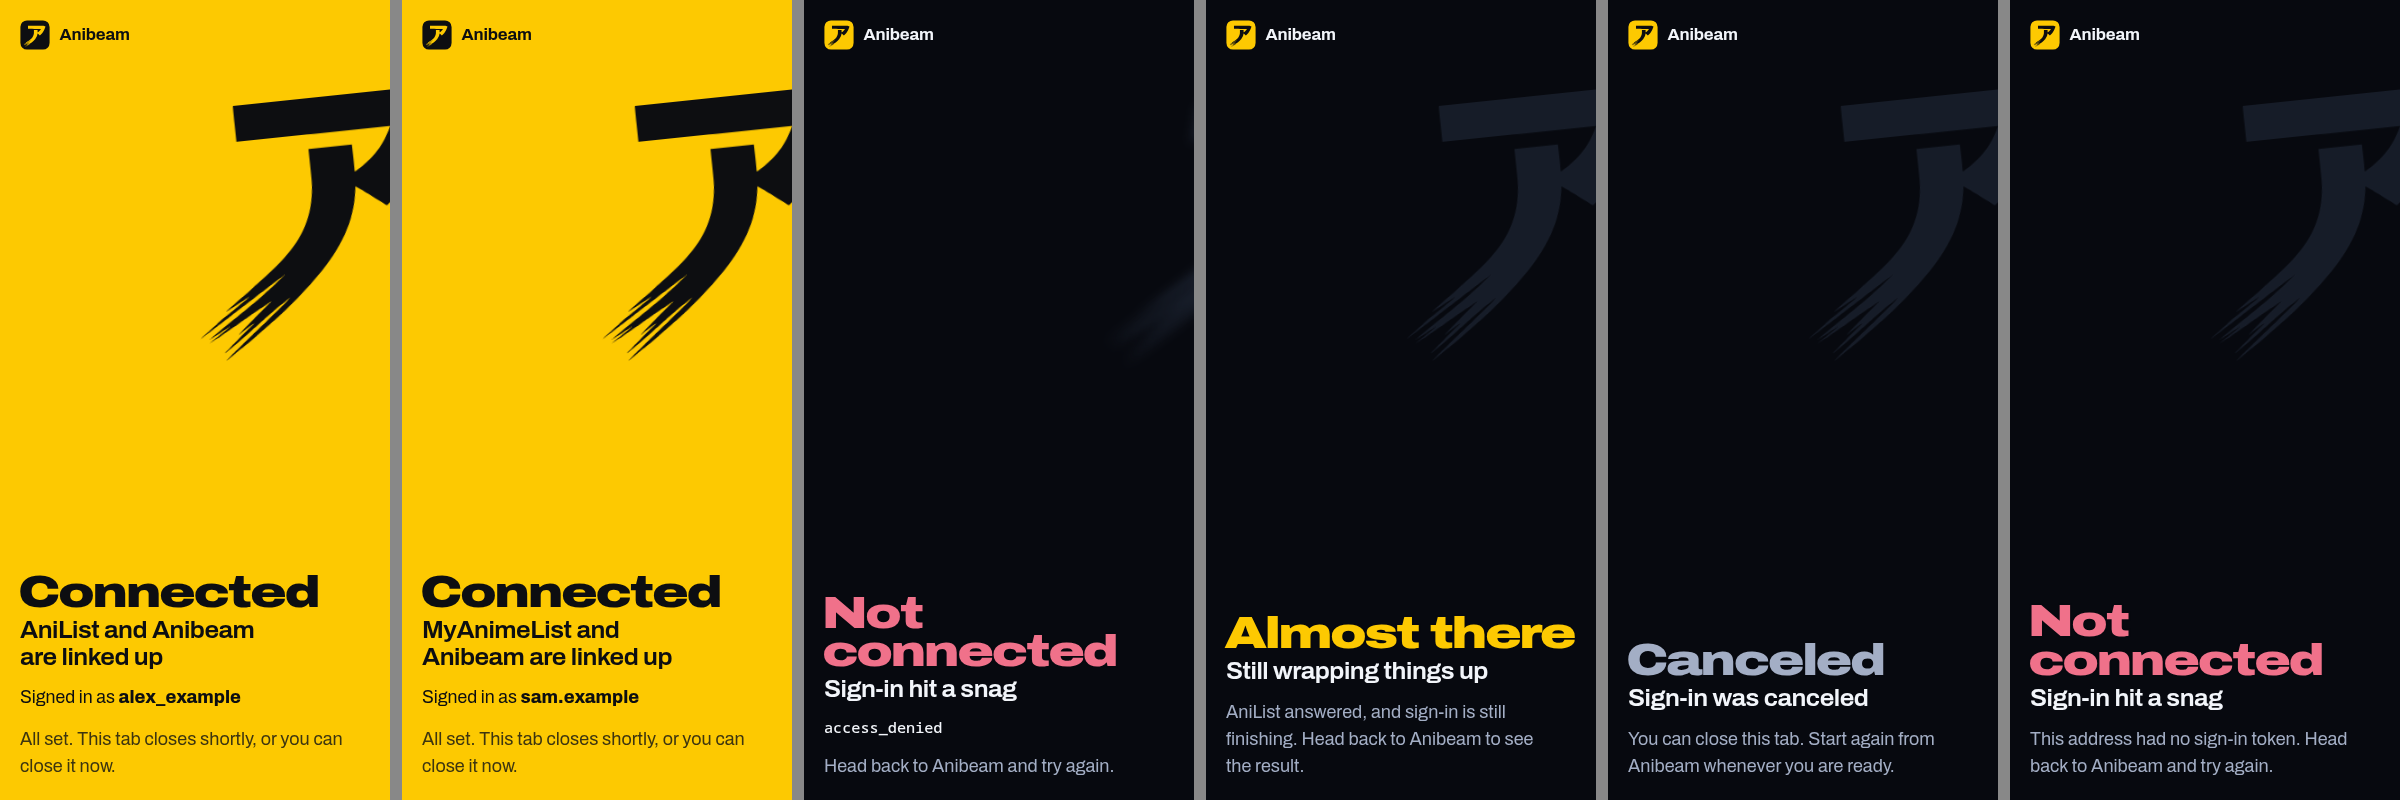 Anibeam
Connected
AniList and Anibeam
are linked up
Signed in as alex_example
All set. This tab closes shortly, or you can
close it now.
Anibeam
Connected
MyAnimeList and
Anibeam are linked up
Signed in as sam.example
All set. This tab closes shortly, or you can
close it now.
Anibeam
Not
connected
Sign-in hit a snag
access_denied
Head back to Anibeam and try again.
Anibeam
Almost there
Still wrapping things up
AniList answered, and sign-in is still
finishing. Head back to Anibeam to see
the result.
Anibeam
Canceled
Sign-in was canceled
You can close this tab. Start again from
Anibeam whenever you are ready.
Anibeam
Not
connected
Sign-in hit a snag
This address had no sign-in token. Head
back to Anibeam and try again.